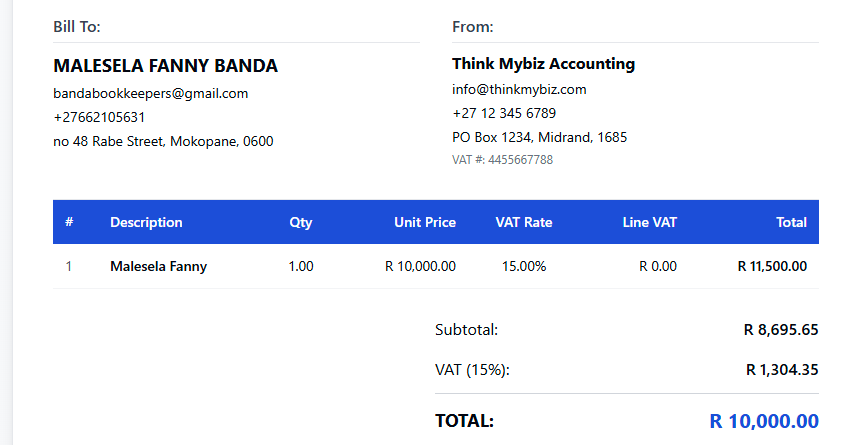 Bill To:
MALESELA FANNY BANDA
bandabookkeepers@gmail.com
+27662105631
no 48 Rabe Street, Mokopane, 0600
From:
Think Mybiz Accounting
info@thinkmybiz.com
+27 12 345 6789
PO Box 1234, Midrand, 1685
VAT #: 4455667788
# Description Qty Unit Price VAT Rate Line VAT Total
1 Malesela Fanny 1.00 R 10,000.00 15.00% R 0.00 R 11,500.00
Subtotal: R 8,695.65
VAT (15%): R 1,304.35
TOTAL: R 10,000.00